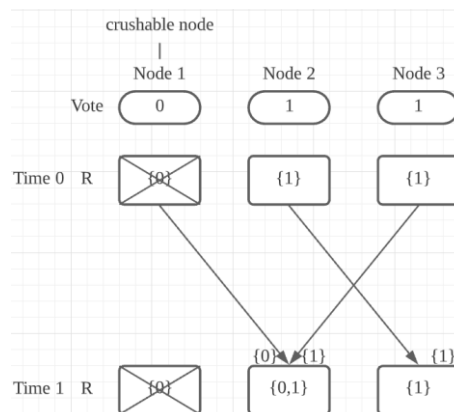 crushable node
Node 1 Node 2 Node 3
Vote 0 1 1
Time 0 R {0} {1} {1}
{0} {1} {1}
Time 1 R {0} {0,1} {1}